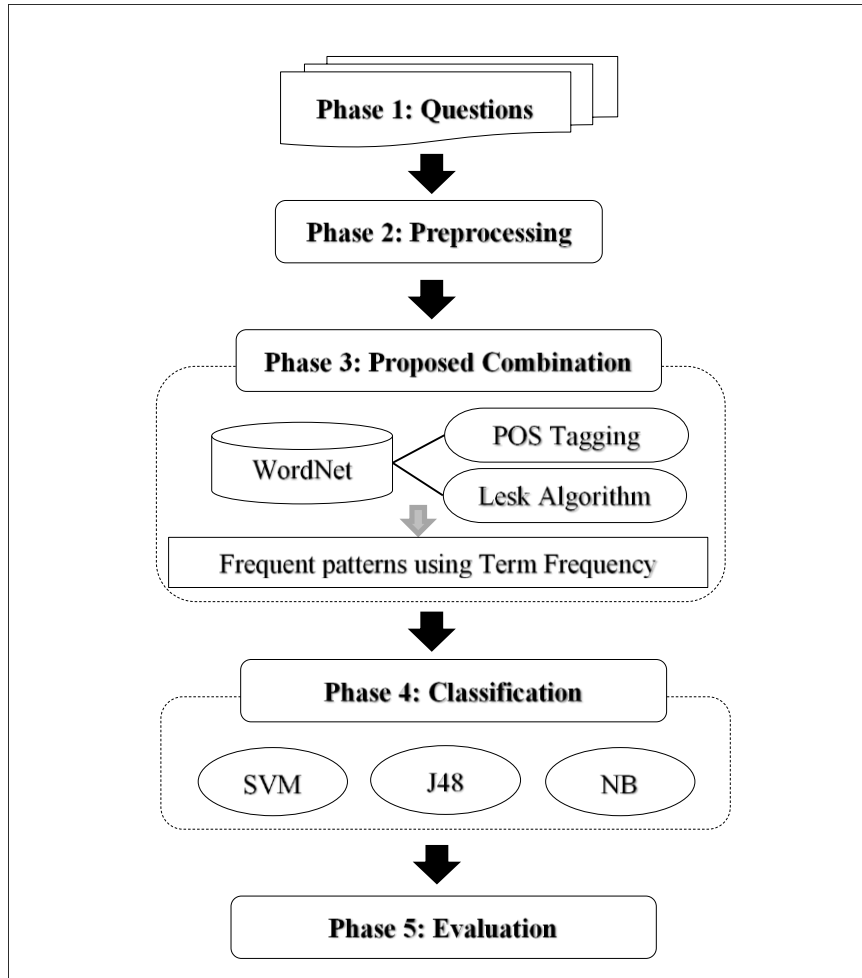 Phase 1: Questions
Phase 2: Preprocessing
Phase 3: Proposed Combination
WordNet
POS Tagging
Lesk Algorithm
Frequent patterns using Term Frequency
Phase 4: Classification
SVM
J48
NB
Phase 5: Evaluation